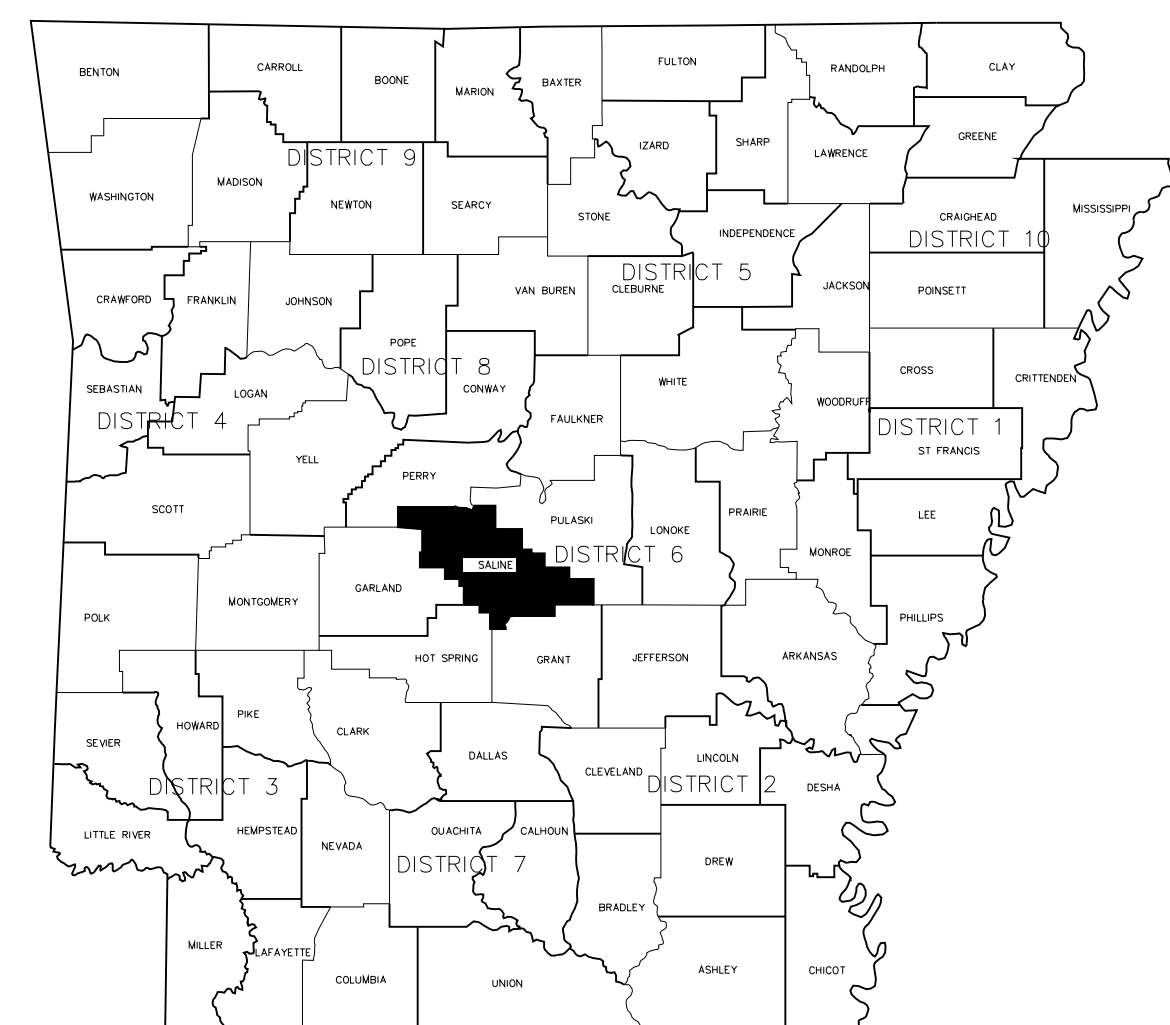 BENTON
CARROLL
BOONE
MARION
BAXTER
FULTON
RANDOLPH
CLAY
SHARP
IZARD
LAWRENCE
GREENE
DISTRICT 9
MADISON
WASHINGTON
NEWTON
SEARCY
STONE
INDEPENDENCE
CRAIGHEAD
MISSISSIPPI
DISTRICT 10
DISTRICT 5
CRAWFORD
FRANKLIN
JOHNSON
VAN BUREN
CLEBURNE
JACKSON
POINSETT
POPE
DISTRICT 8
SEBASTIAN
LOGAN
CONWAY
WHITE
CROSS
CRITTENDEN
WOODRUFF
DISTRICT 4
FAULKNER
DISTRICT 1
ST FRANCIS
YELL
PERRY
SCOTT
PULASKI
LONOKE
PRAIRIE
LEE
DISTRICT 6
MONROE
SALINE
GARLAND
MONTGOMERY
POLK
PHILLIPS
HOT SPRING
GRANT
JEFFERSON
ARKANSAS
HOWARD
PIKE
CLARK
SEVIER
DALLAS
CLEVELAND
LINCOLN
DISTRICT 3
DISTRICT 2
DESHA
LITTLE RIVER
HEMPSTEAD
NEVADA
OUACHITA
CALHOUN
DISTRICT 7
DREW
BRADLEY
MILLER
LAFAYETTE
COLUMBIA
UNION
ASHLEY
CHICOT